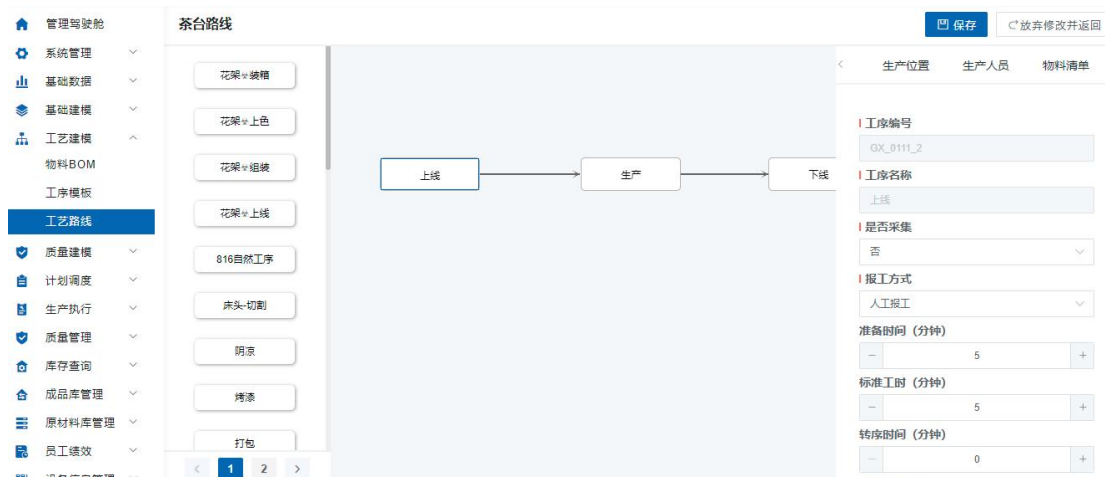 管理驾驶舱
系统管理
基础数据
基础建模
工艺建模
物料BOM
工序模板
工艺路线
质量建模
计划调度
生产执行
质量管理
库存查询
成品库管理
原材料库管理
员工绩效
茶台路线
保存
放弃修改并返回
花架☣装箱
花架☣上色
花架☣组装
花架☣上线
816自然工序
床头-切割
阴凉
烤漆
打包
< 1 2 >
上线
生产
下线
< 生产位置 生产人员 物料清单
工序编号
GX_0111_2
工序名称
上线
是否采集
否
报工方式
人工报工
准备时间（分钟）
− 5 +
标准工时（分钟）
− 5 +
转序时间（分钟）
− 0 +